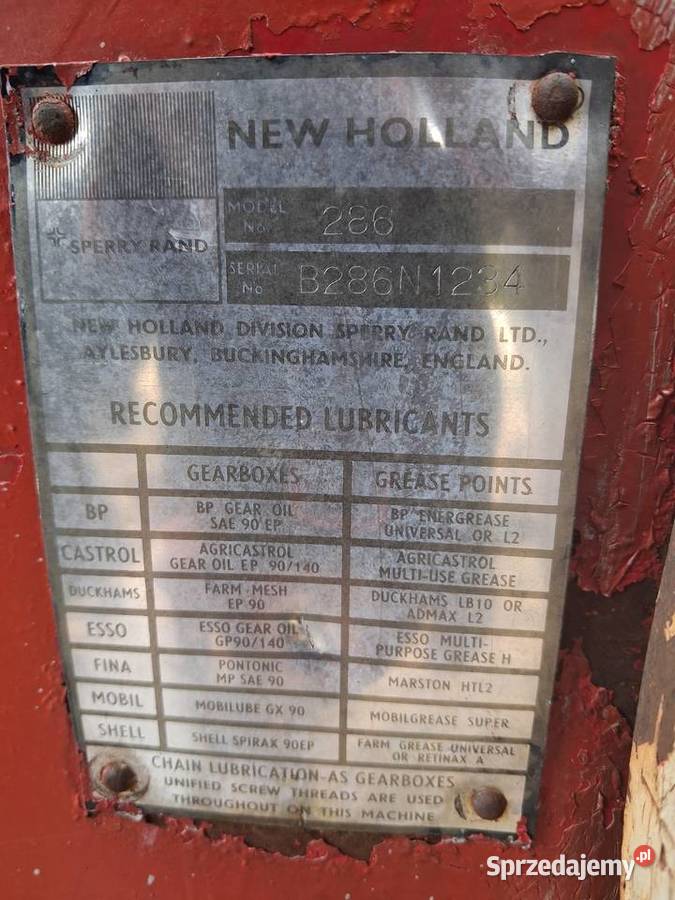 NEW HOLLAND
SPERRY RAND
MODEL No 286
SERIAL No B286N1234
NEW HOLLAND DIVISION SPERRY RAND LTD.,
AYLESBURY, BUCKINGHAMSHIRE, ENGLAND.
RECOMMENDED LUBRICANTS
GEARBOXES GREASE POINTS
BP BP GEAR OIL SAE 90 EP BP ENERGREASE UNIVERSAL OR L2
CASTROL AGRICASTROL GEAR OIL EP 90/140 AGRICASTROL MULTI-USE GREASE
DUCKHAMS FARM-MESH EP 90 DUCKHAMS LB10 OR ADMAX L2
ESSO ESSO GEAR OIL GP90/140 ESSO MULTI-PURPOSE GREASE H
FINA PONTONIC MP SAE 90 MARSTON HTL2
MOBIL MOBILUBE GX 90 MOBILGREASE SUPER
SHELL SHELL SPIRAX 90EP FARM GREASE UNIVERSAL OR RETINAX A
CHAIN LUBRICATION-AS GEARBOXES
UNIFIED SCREW THREADS ARE USED
THROUGHOUT ON THIS MACHINE
Sprzedajemy.pl